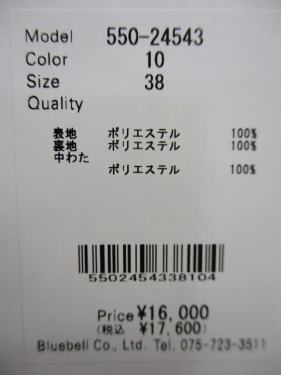 Model 550-24543
Color 10
Size 38
Quality
表地 ポリエステル 100%
裏地 ポリエステル 100%
中わた
ポリエステル 100%
5502454338104
Price ¥16,000
(税込 ¥17,600)
Bluebell Co., Ltd. Tel. 075-723-3511